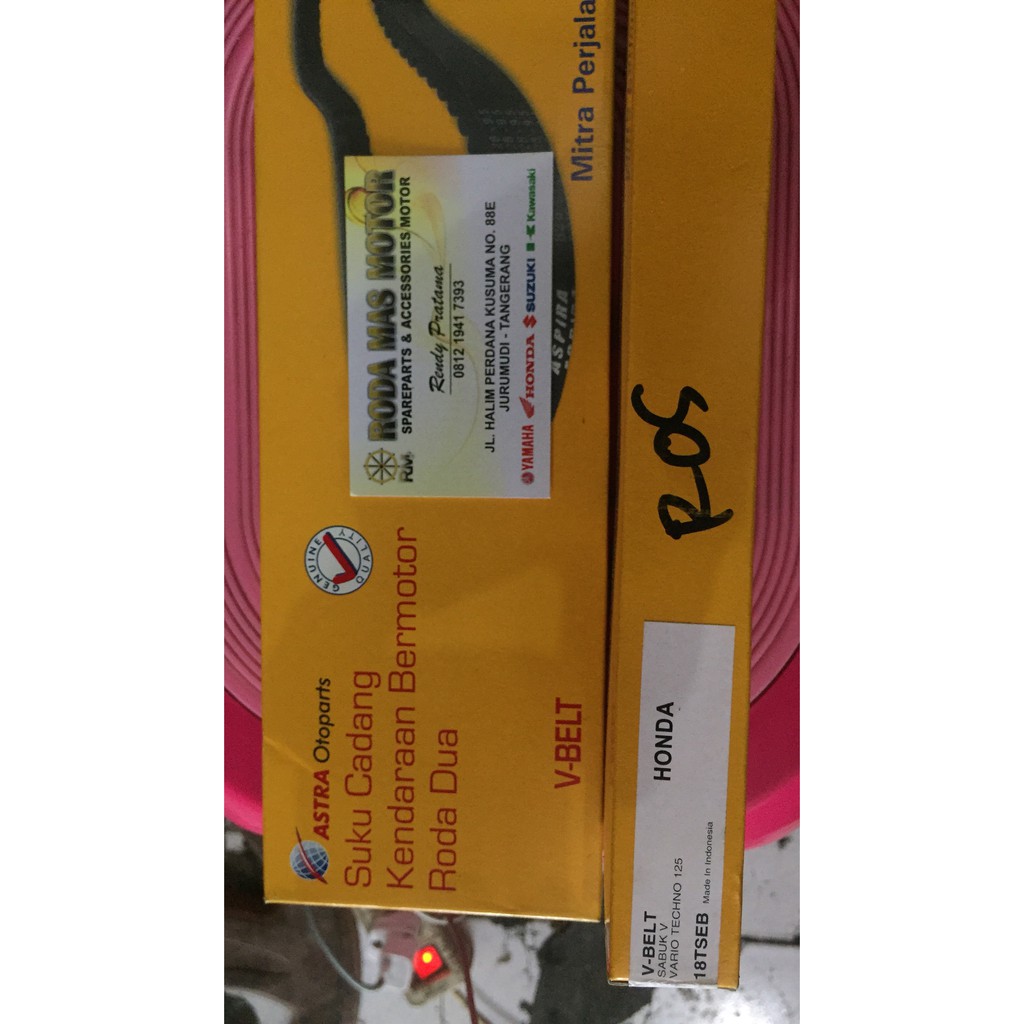 ASTRA Otoparts
Suku Cadang
Kendaraan Bermotor
Roda Dua
V-BELT
GENUINE QUALITY
RODA MAS MOTOR
RM
SPAREPARTS & ACCESSORIES MOTOR
Rendy Pratama
0812 1941 7393
JL. HALIM PERDANA KUSUMA NO. 88E
JURUMUDI - TANGERANG
YAMAHA HONDA SUZUKI Kawasaki
ASPIRA
Mitra Perjala
ROS
HONDA
V-BELT
SABUK V
VARIO TECHNO 125
18TSEB Made In Indonesia